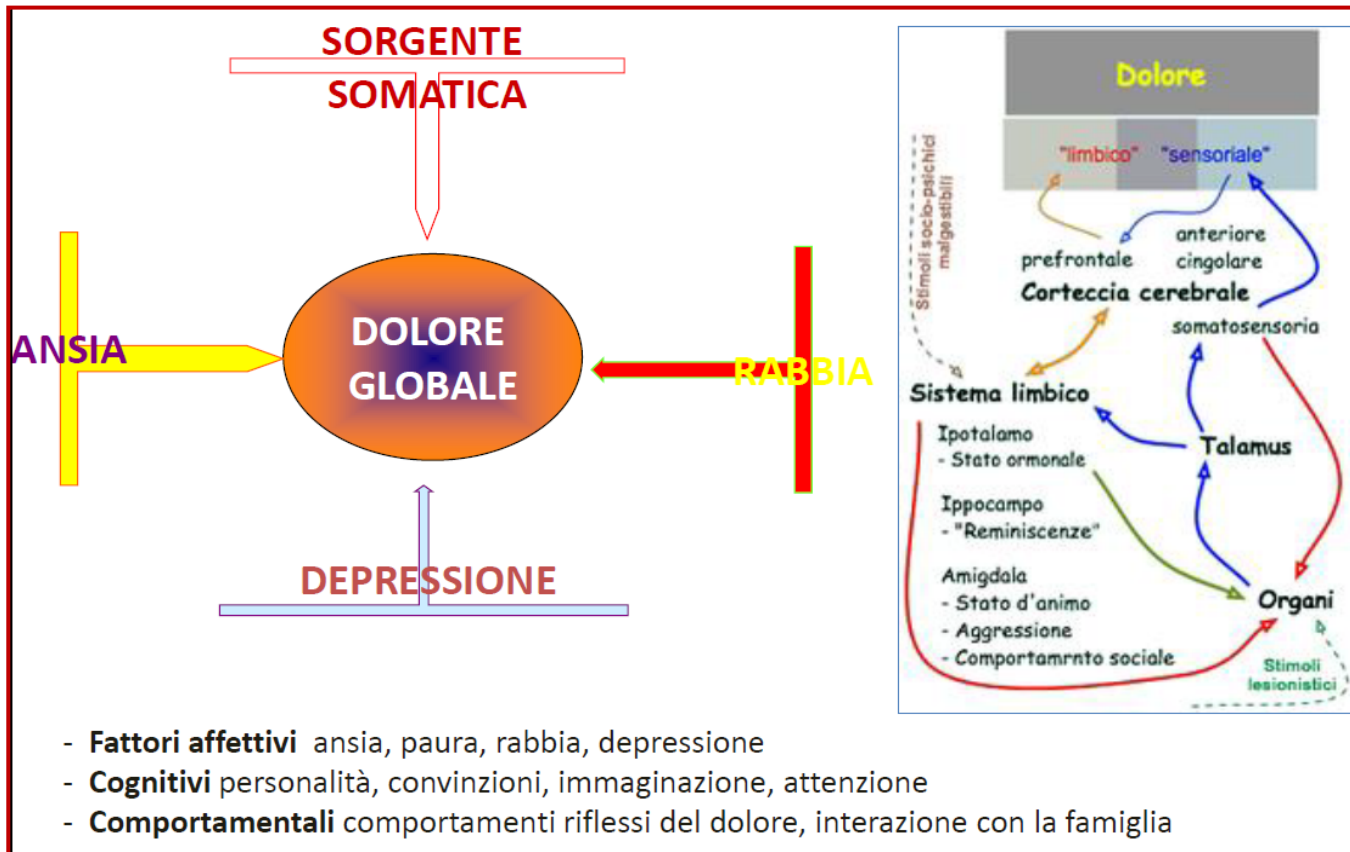 SORGENTE
SOMATICA
ANSIA
DOLORE
GLOBALE
RABBIA
DEPRESSIONE
Dolore
"limbico" "sensoriale"
Stimoli socio-psichici
malgestibili
prefrontale
anteriore
cingolare
Corteccia cerebrale
somatosensoria
Sistema limbico
Ipotalamo
- Stato ormonale
Talamus
Ippocampo
- "Reminiscenze"
Amigdala
- Stato d'animo
- Aggressione
- Comportamrnto sociale
Organi
Stimoli
lesionistici
- Fattori affettivi ansia, paura, rabbia, depressione
- Cognitivi personalità, convinzioni, immaginazione, attenzione
- Comportamentali comportamenti riflessi del dolore, interazione con la famiglia